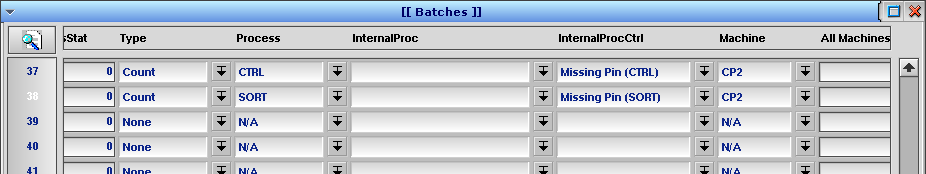 [[ Batches ]]
sStat Type Process InternalProc InternalProcCtrl Machine All Machines
37 0 Count CTRL Missing Pin (CTRL) CP2
38 0 Count SORT Missing Pin (SORT) CP2
39 0 None N/A N/A
40 0 None N/A N/A
41 0 None N/A N/A